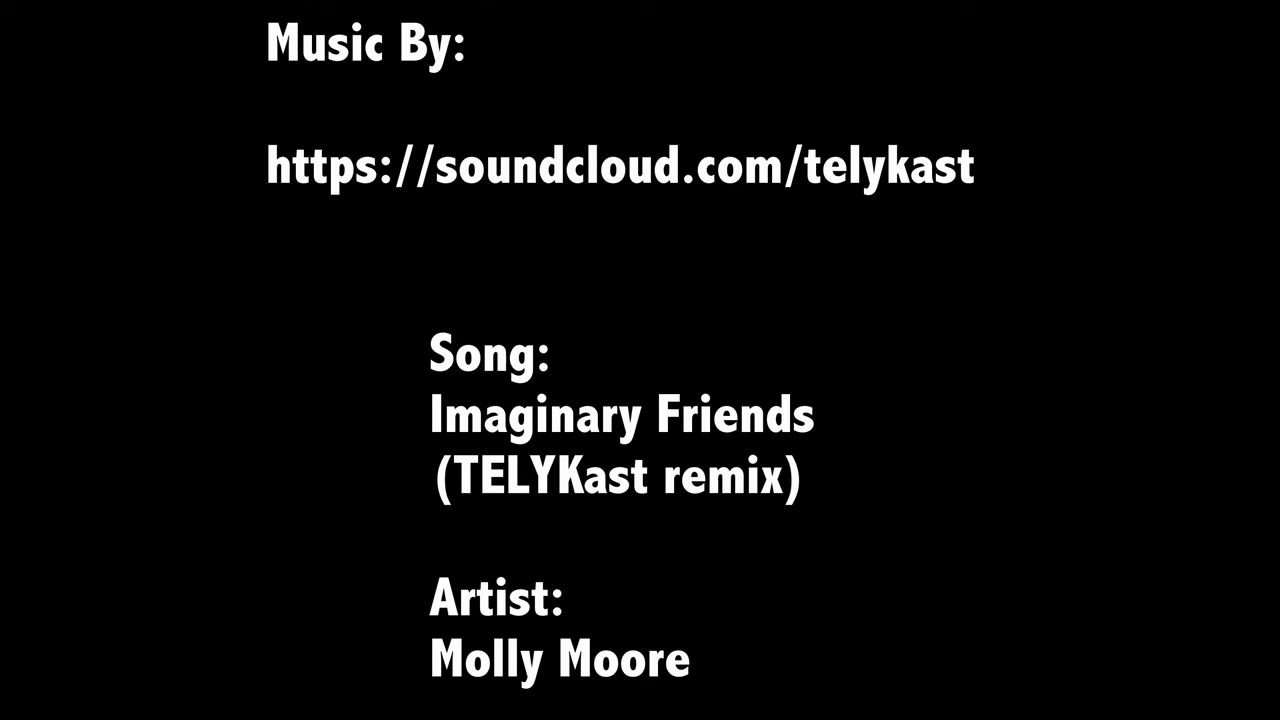 Music By:
https://soundcloud.com/telykast
Song:
Imaginary Friends
(TELYKast remix)
Artist:
Molly Moore